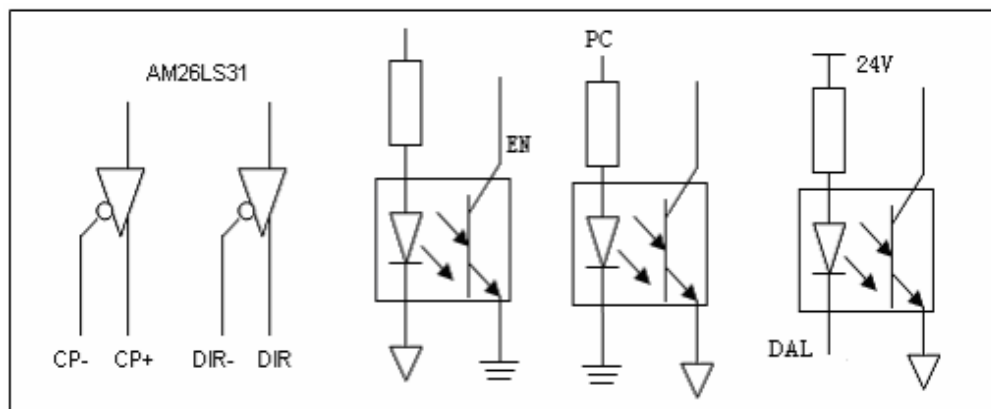 AM26LS31
CP- CP+ DIR- DIR
EN
PC
24V
DAL